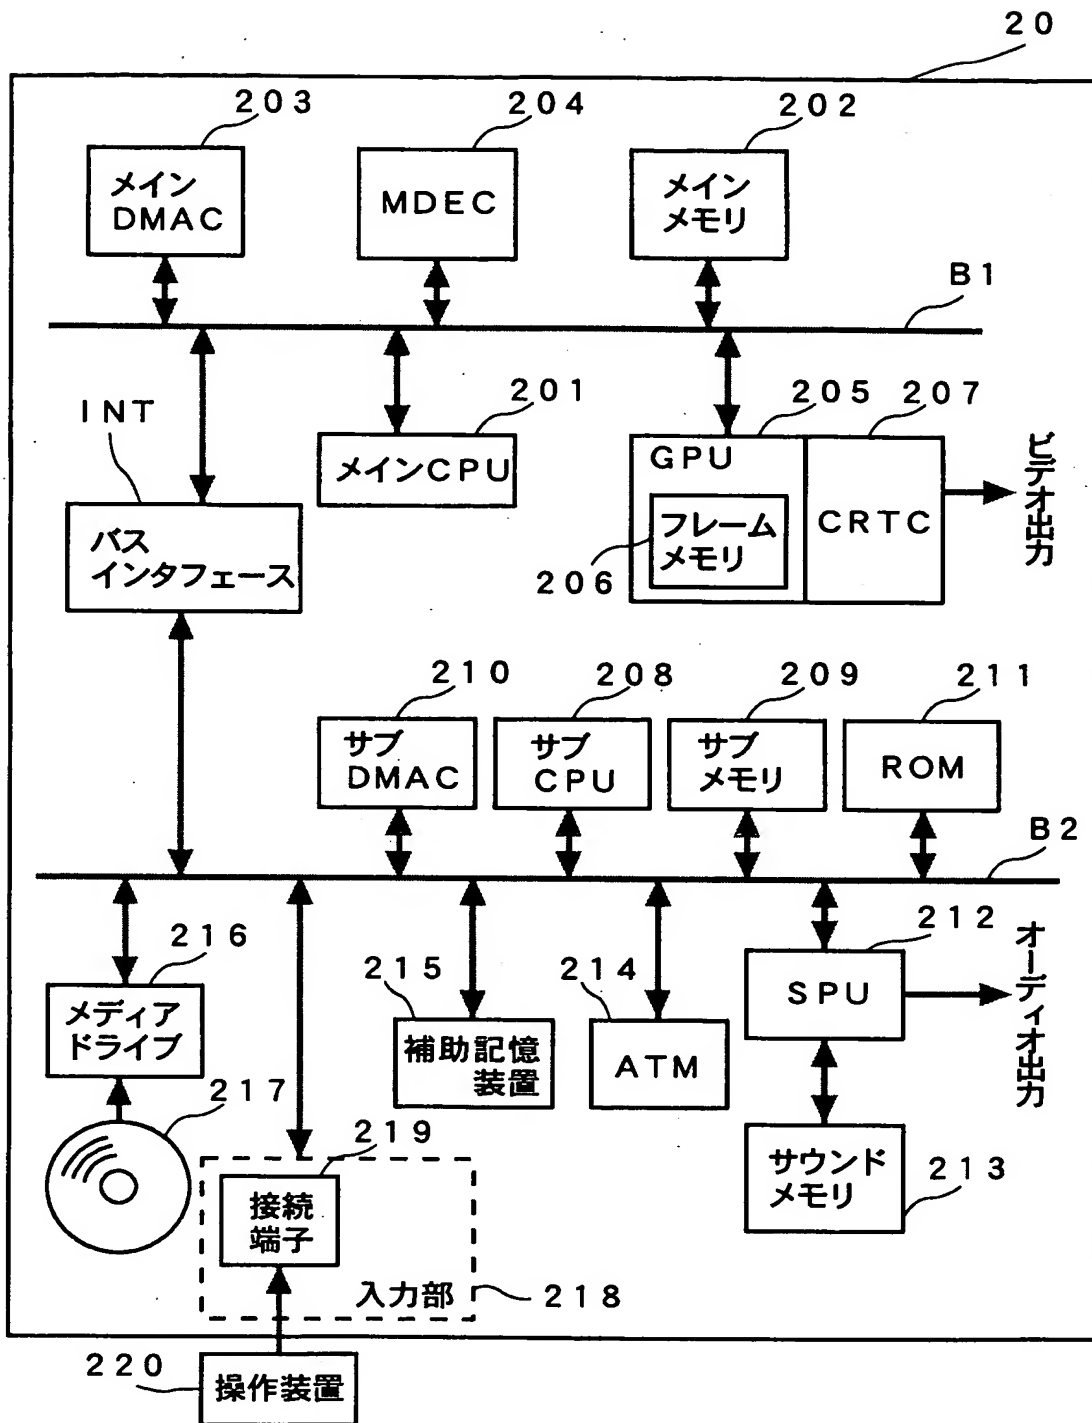 20
203
204
202
メイン
DMAC
MDEC
メイン
メモリ
B1
INT
201
205
207
メインCPU
GPU
CRTC
ビデオ出力
フレーム
メモリ
206
バス
インタフェース
210
208
209
211
サブ
DMAC
サブ
CPU
サブ
メモリ
ROM
B2
216
215
214
212
メディア
ドライブ
補助記憶
装置
ATM
SPU
オーディオ出力
217
219
接続
端子
サウンド
メモリ
213
入力部
218
220
操作装置